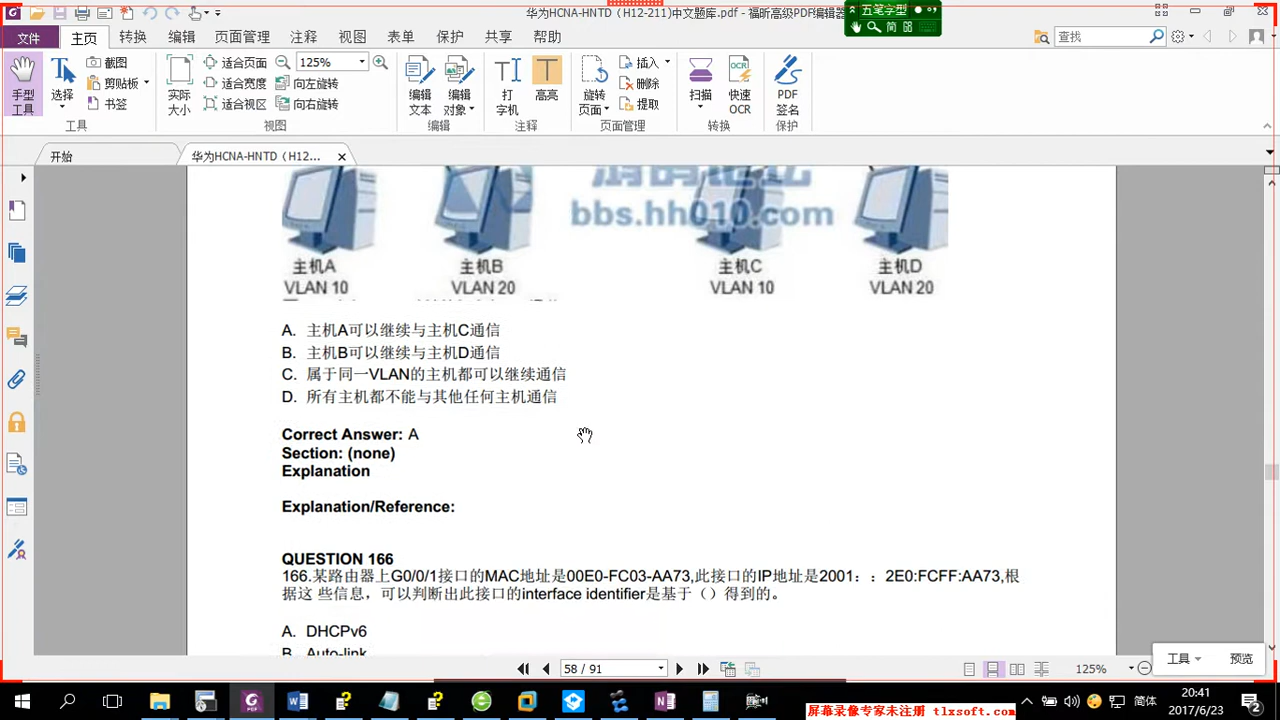 华为HCNA-HNTD（H12-211)中文题库.pdf - 福昕高级PDF编辑器
五笔字型
简
文件 主页 转换 编辑 页面管理 注释 视图 表单 保护 共享 帮助
查找
手型工具
选择
截图
剪贴板
书签
实际大小
适合页面
适合宽度
适合视区
125%
向左旋转
向右旋转
编辑文本
编辑对象
打字机
高亮
旋转页面
插入
删除
提取
扫描
快速OCR
PDF签名
工具 视图 编辑 注释 页面管理 转换 保护
开始
华为HCNA-HNTD（H12...
bbs.hh010.com
主机A 主机B 主机C 主机D
VLAN 10 VLAN 20 VLAN 10 VLAN 20
A. 主机A可以继续与主机C通信
B. 主机B可以继续与主机D通信
C. 属于同一VLAN的主机都可以继续通信
D. 所有主机都不能与其他任何主机通信
Correct Answer: A
Section: (none)
Explanation
Explanation/Reference:
QUESTION 166
166.某路由器上G0/0/1接口的MAC地址是00E0-FC03-AA73,此接口的IP地址是2001：：2E0:FCFF:AA73,根
据这 些信息，可以判断出此接口的interface identifier是基于（）得到的。
A. DHCPv6
B. Auto-link
58 / 91
125%
工具 预览
简体
20:41
2017/6/23
2
屏幕录像专家未注册 tlxsoft.com